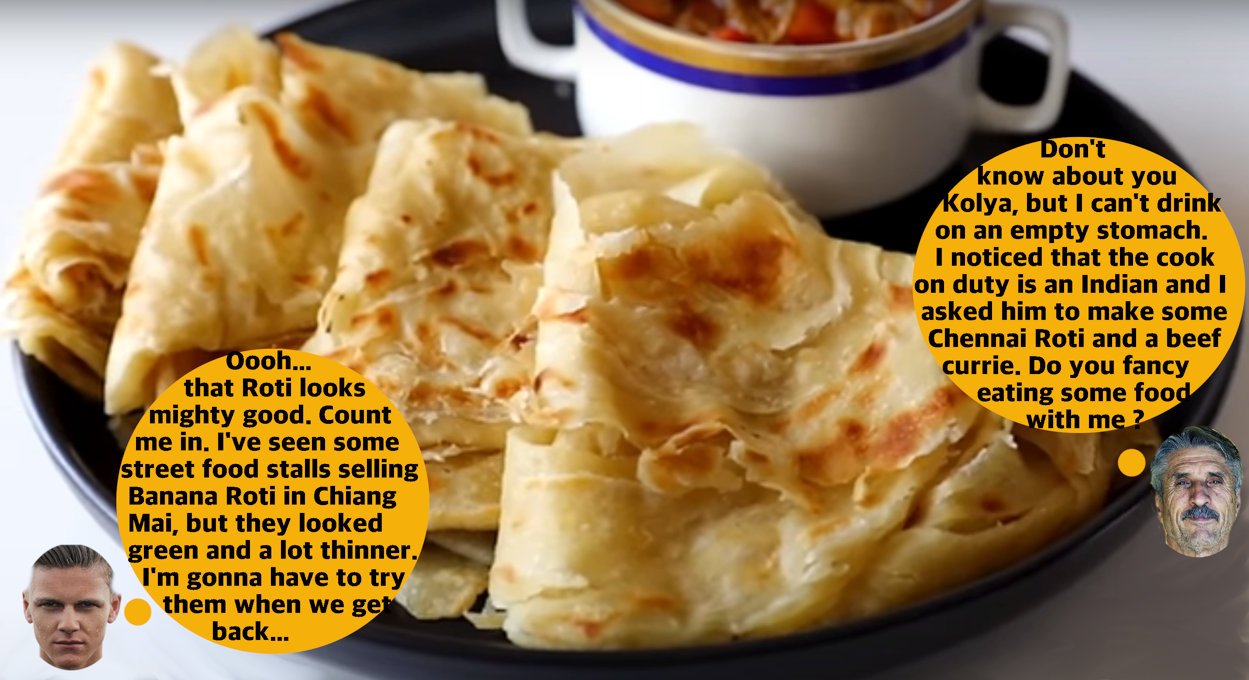 Don't
know about you
Kolya, but I can't drink
on an empty stomach.
I noticed that the cook
on duty is an Indian and I
asked him to make some
Chennai Roti and a beef
currie. Do you fancy
eating some food
with me ?
Oooh...
that Roti looks
mighty good. Count
me in. I've seen some
street food stalls selling
Banana Roti in Chiang
Mai, but they looked
green and a lot thinner.
I'm gonna have to try
them when we get
back...